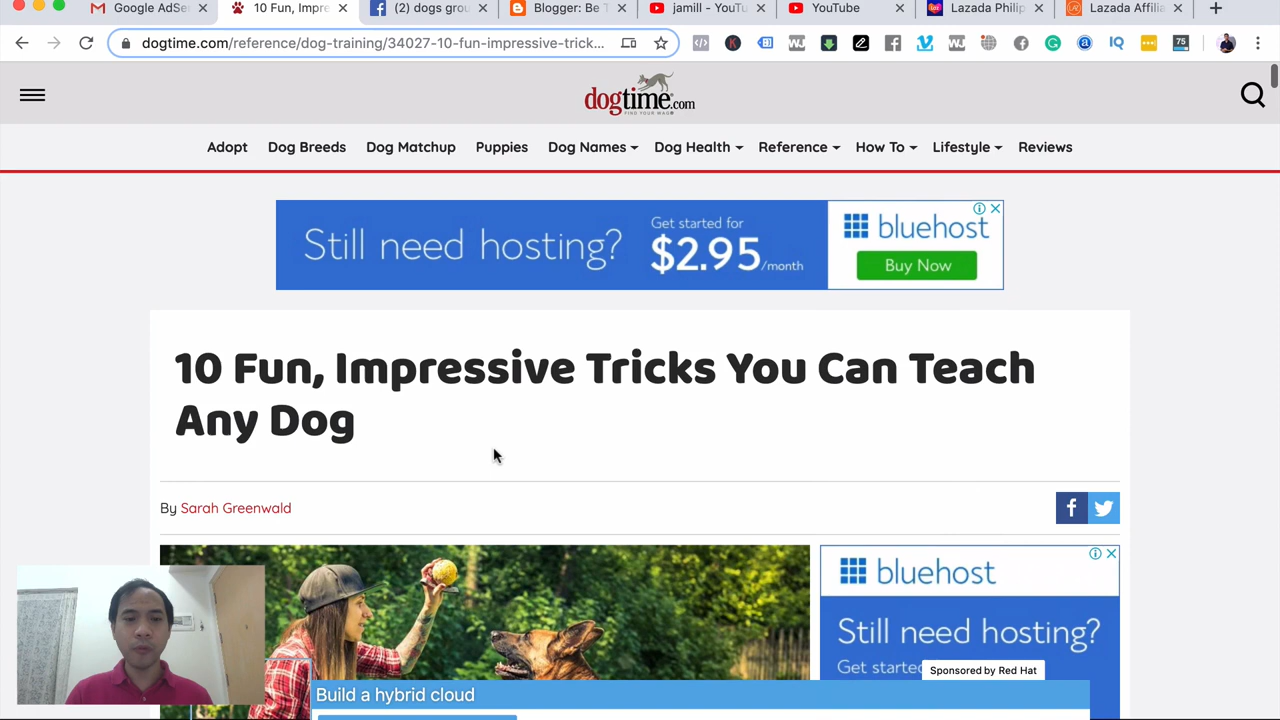 Google AdSe
10 Fun, Impre
(2) dogs grou
Blogger: Be T
jamill - YouTu
YouTube
Lazada Philip
Lazada Affilia
dogtime.com/reference/dog-training/34027-10-fun-impressive-trick...
75
dogtime.com
Adopt Dog Breeds Dog Matchup Puppies Dog Names Dog Health Reference How To Lifestyle Reviews
Still need hosting?
Get started for
$2.95/month
bluehost
Buy Now
10 Fun, Impressive Tricks You Can Teach
Any Dog
By Sarah Greenwald
bluehost
Still need hosting?
Get started
Sponsored by Red Hat
Build a hybrid cloud